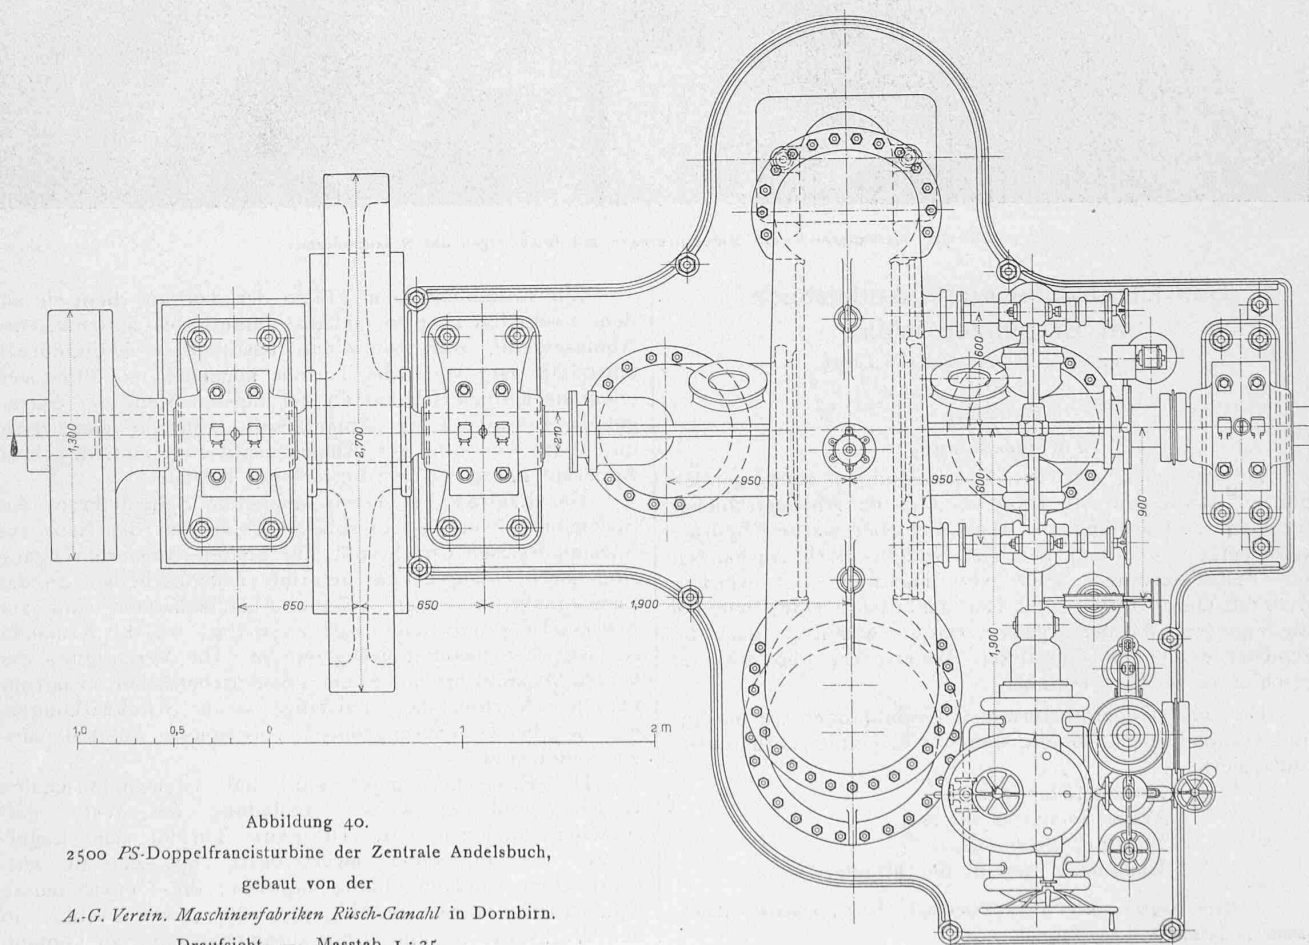 1,300
2,700
210
600
950
950
600
900
650
650
1,900
1,900
1,0 0,5 0 1 2 m
Abbildung 40.
2500 PS-Doppelfrancisturbine der Zentrale Andelsbuch,
gebaut von der
A.-G. Verein. Maschinenfabriken Rüsch-Ganahl in Dornbirn.
Draufsicht. — Masstab 1:25.